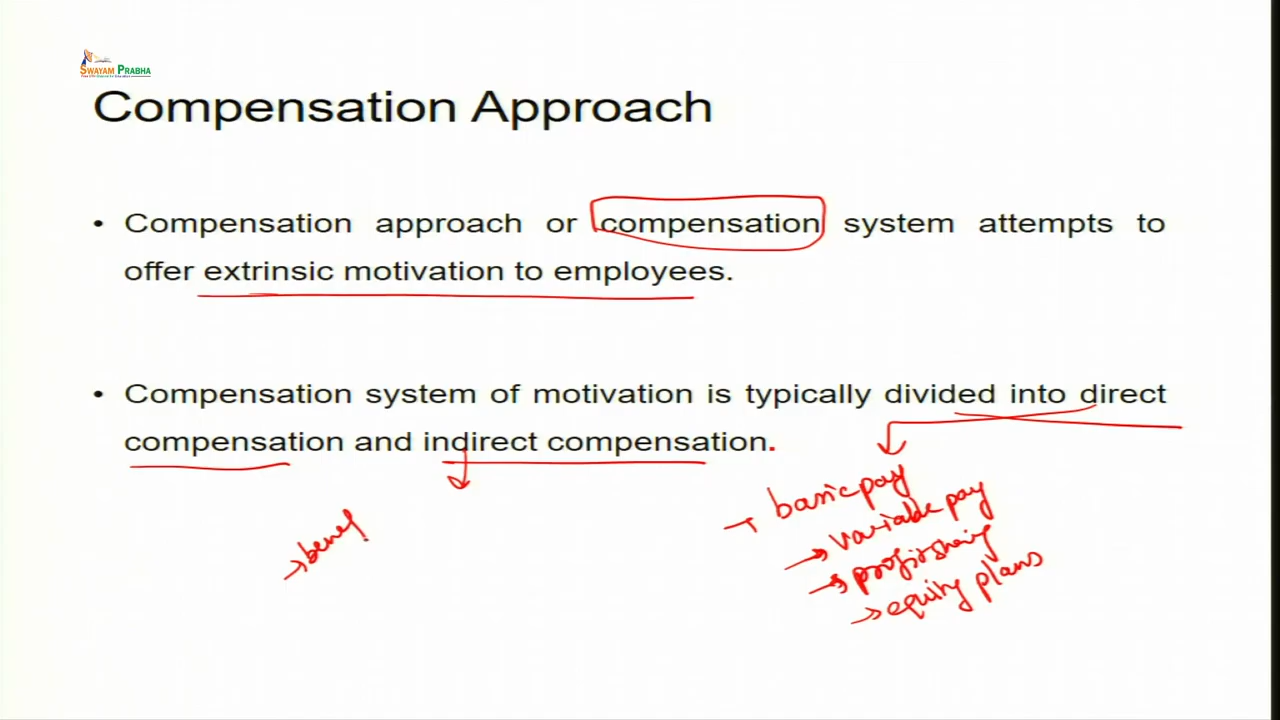 SWAYAM PRABHA
Compensation Approach
• Compensation approach or compensation system attempts to
offer extrinsic motivation to employees.
• Compensation system of motivation is typically divided into direct
compensation and indirect compensation.
→ basic pay
→ variable pay
→ profit sharing
→ equity plans
→ benef